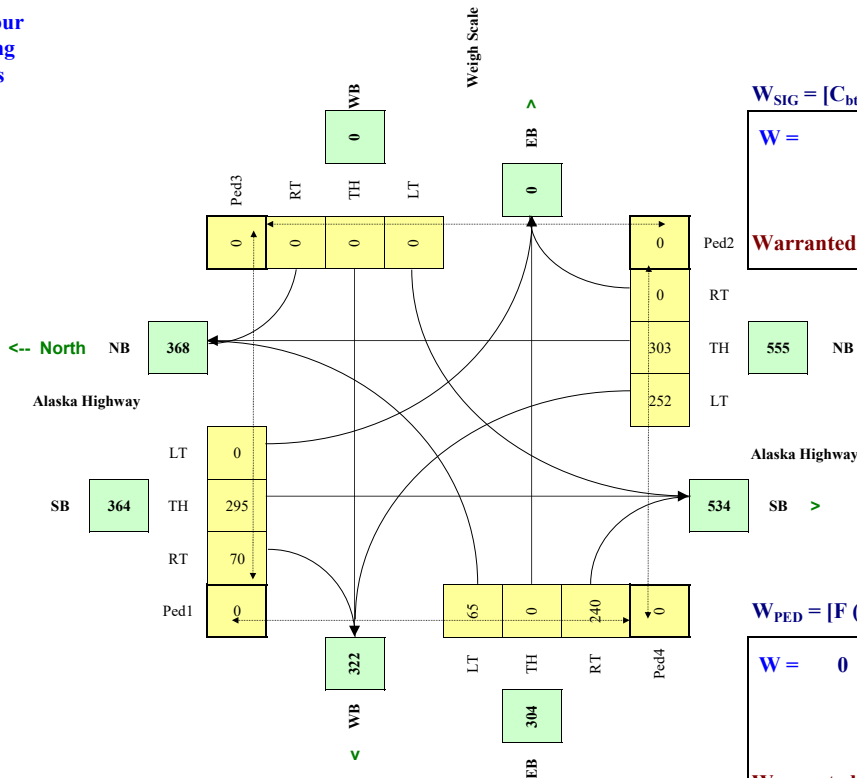 our
ng
s
Weigh Scale
WB
0
^
EB
0
W_SIG = [C_bt
W =
Warranted
Ped3
RT
TH
LT
0
0
0
0
0
Ped2
0
RT
303
TH
252
LT
555
NB
<-- North
NB
368
Alaska Highway
Alaska Highway
LT
0
SB
364
TH
295
RT
70
Ped1
0
534
SB
>
65
0
240
0
LT
TH
RT
Ped4
322
WB
v
304
EB
W_PED = [F (
W = 0